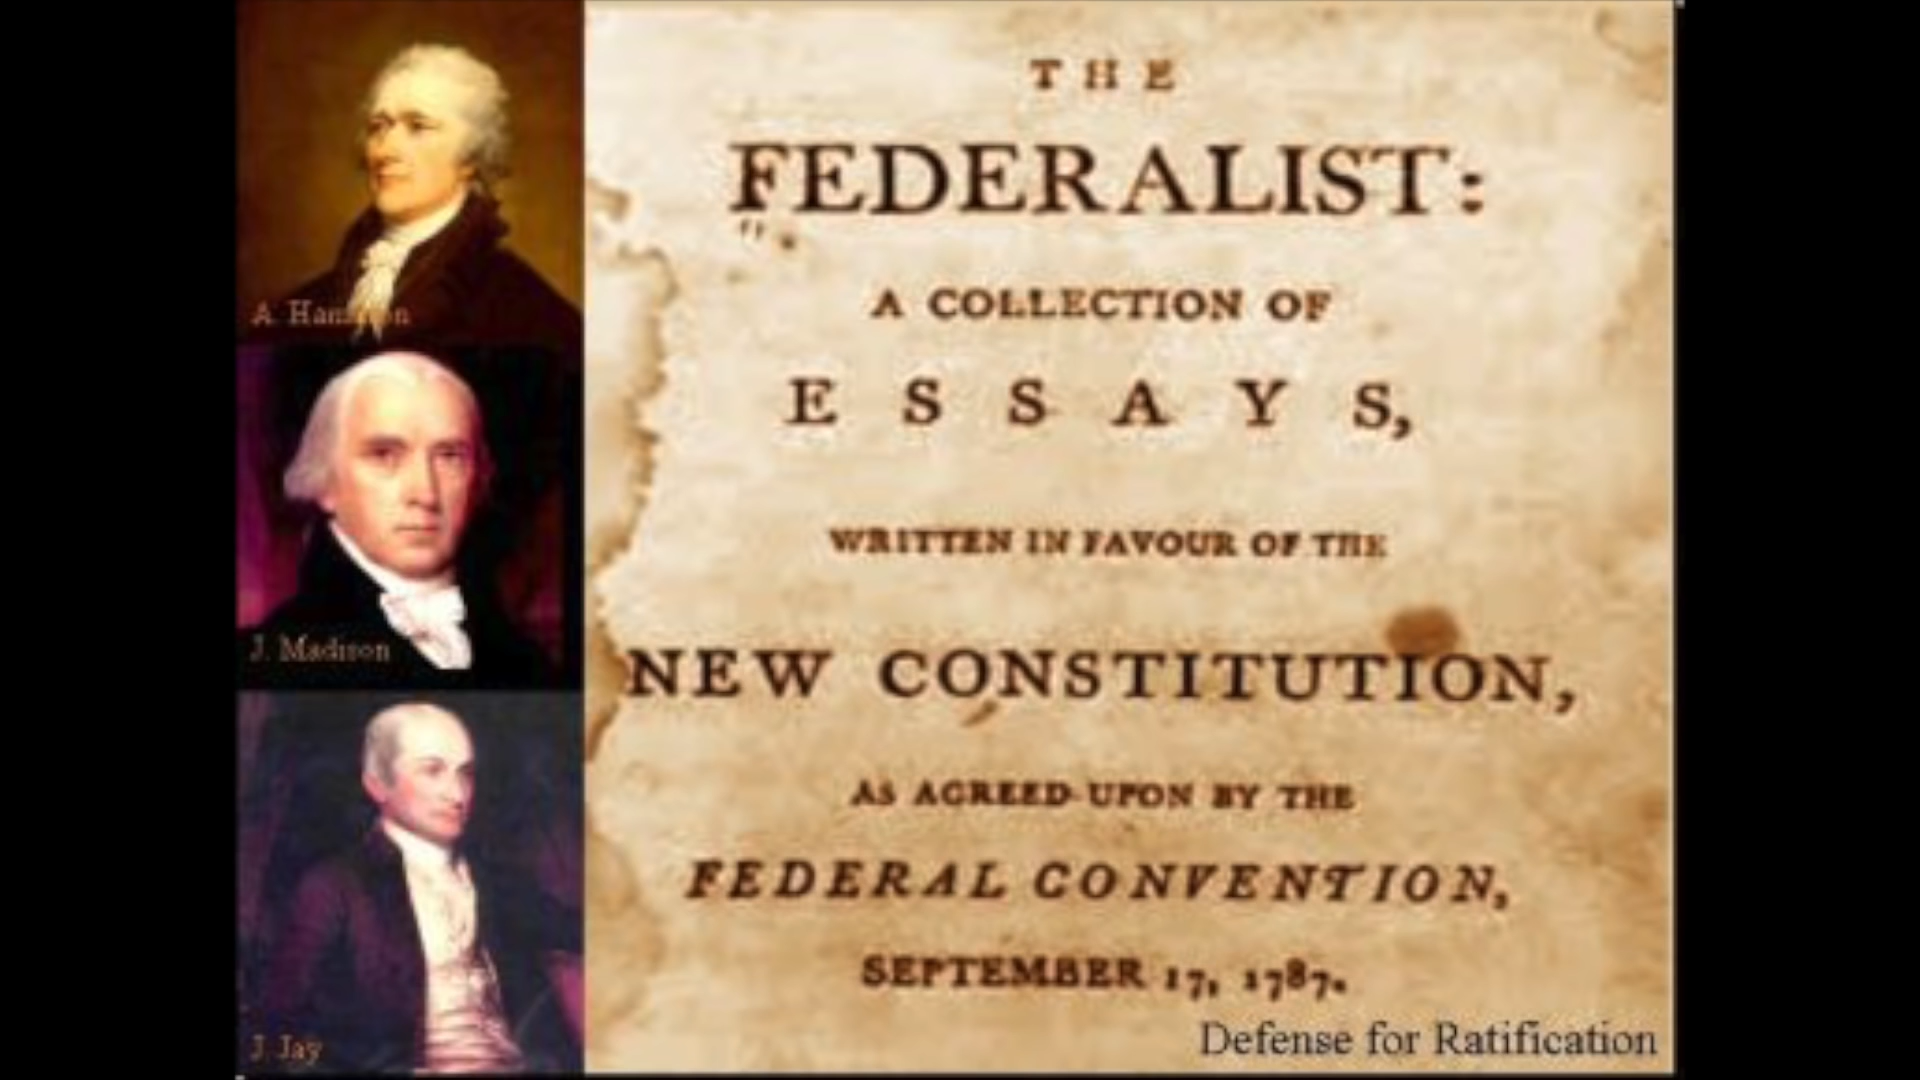 A. Hamilton
J. Madison
J. Jay
THE
FEDERALIST:
A COLLECTION OF
ESSAYS,
WRITTEN IN FAVOUR OF THE
NEW CONSTITUTION,
AS AGREED UPON BY THE
FEDERAL CONVENTION,
SEPTEMBER 17, 1787.
Defense for Ratification